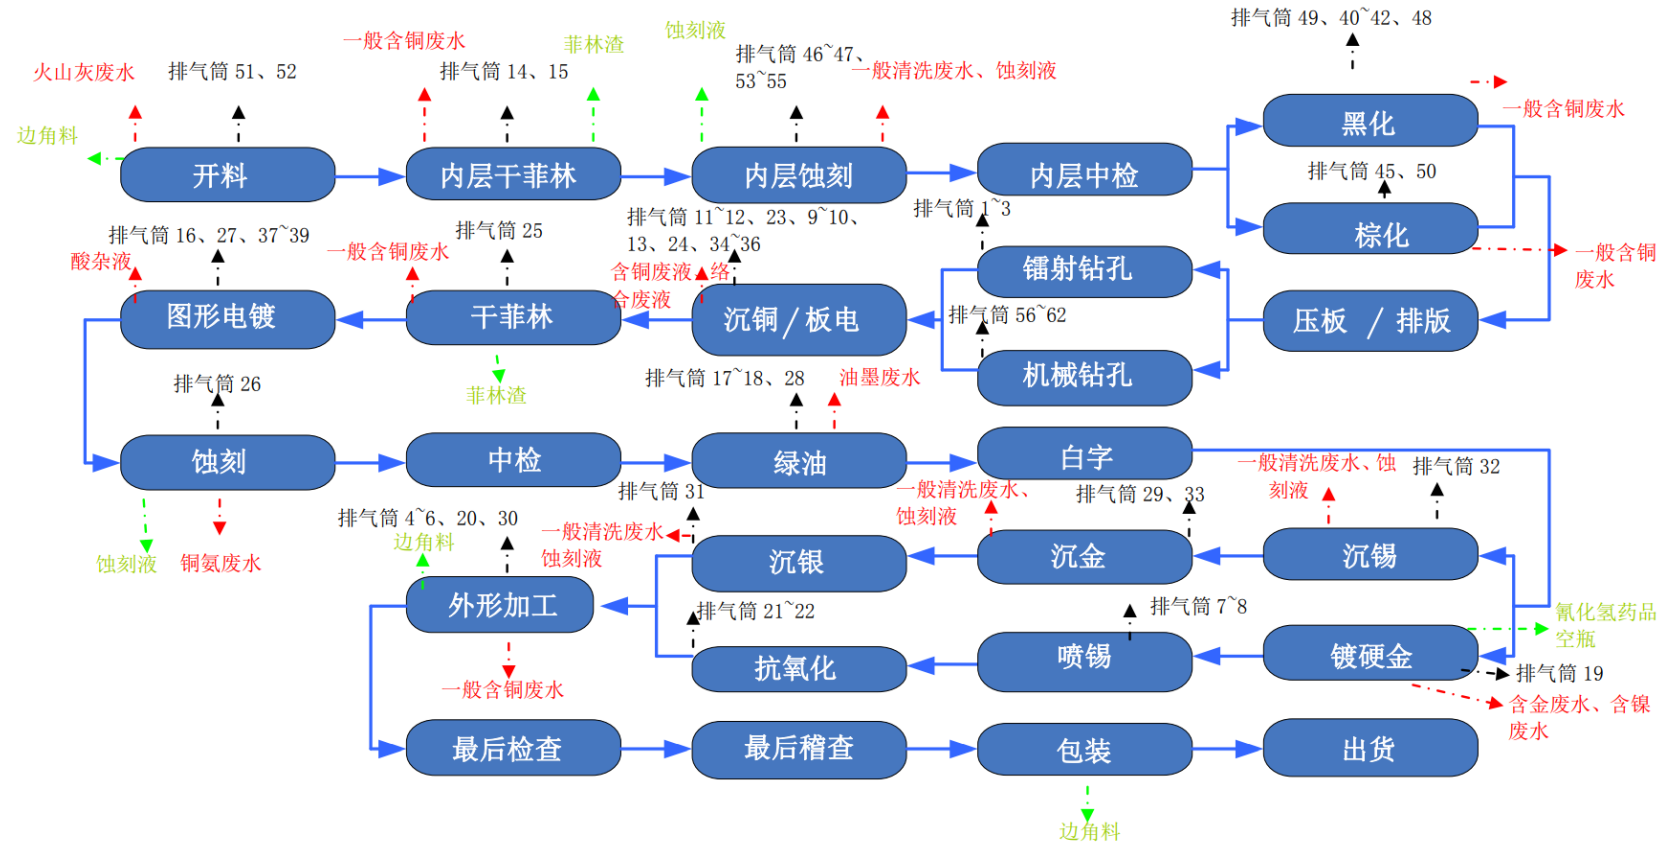 排气筒 49、40~42、48
一般含铜废水
菲林渣
蚀刻液
火山灰废水
排气筒 51、52
排气筒 14、15
排气筒 46~47、
53~55
一般清洗废水、蚀刻液
一般含铜废水
边角料
开料
内层干菲林
内层蚀刻
内层中检
黑化
排气筒 45、50
棕化
一般含铜
废水
排气筒 16、27、37~39
酸杂液
一般含铜废水
排气筒 25
排气筒 11~12、23、9~10、
13、24、34~36
含铜废液、络
合废液
排气筒 1~3
镭射钻孔
图形电镀
干菲林
沉铜/板电
排气筒 56~62
机械钻孔
压板 / 排版
菲林渣
排气筒 26
排气筒 17~18、28
油墨废水
蚀刻
中检
绿油
白字
蚀刻液
铜氨废水
排气筒 31
一般清洗废水、
蚀刻液
排气筒 29、33
一般清洗废水、蚀
刻液
排气筒 32
排气筒 4~6、20、30
边角料
一般清洗废水
蚀刻液
沉银
沉金
沉锡
外形加工
排气筒 21~22
排气筒 7~8
氰化氢药品
空瓶
抗氧化
喷锡
镀硬金
排气筒 19
一般含铜废水
含金废水、含镍
废水
最后检查
最后稽查
包装
出货
边角料